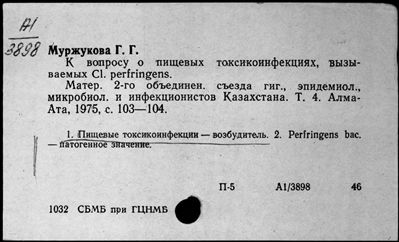 А1
3898
Муржукова Г. Г.
К вопросу о пищевых токсикоинфекциях, вызы-
ваемых Cl. perfringens.
Матер. 2-го объединен. съезда гиг., эпидемиол.,
микробиол. и инфекционистов Казахстана. Т. 4. Алма-
Ата, 1975, с. 103—104.
1. Пищевые токсикоинфекции — возбудитель. 2. Perfringens bac.
— патогенное значение.
П-5 А1/3898 46
1032 СБМБ при ГЦНМБ